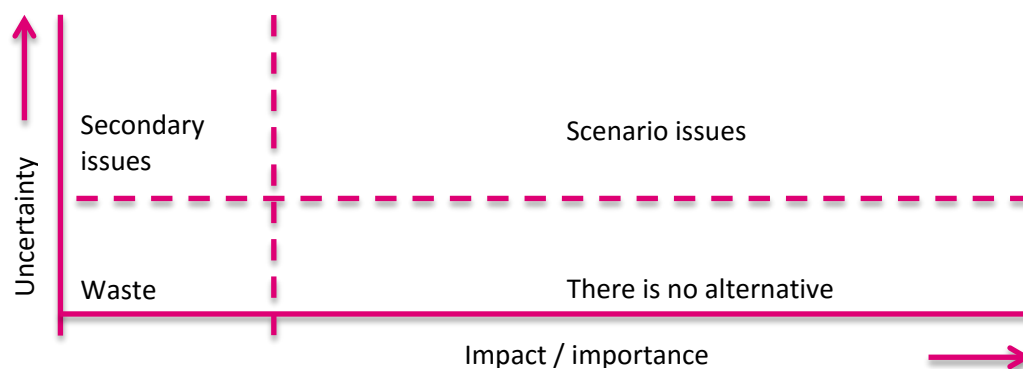 Uncertainty
Secondary
issues
Scenario issues
Waste
There is no alternative
Impact / importance